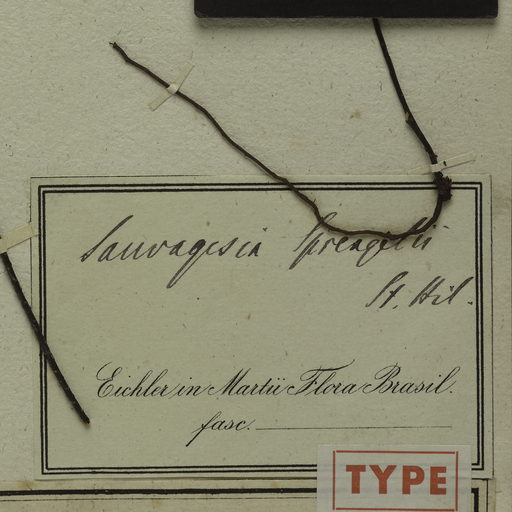 Sauvagesia Sprengelii
St. Hil.
Eichler in Martii Flora Brasil.
fasc.
TYPE